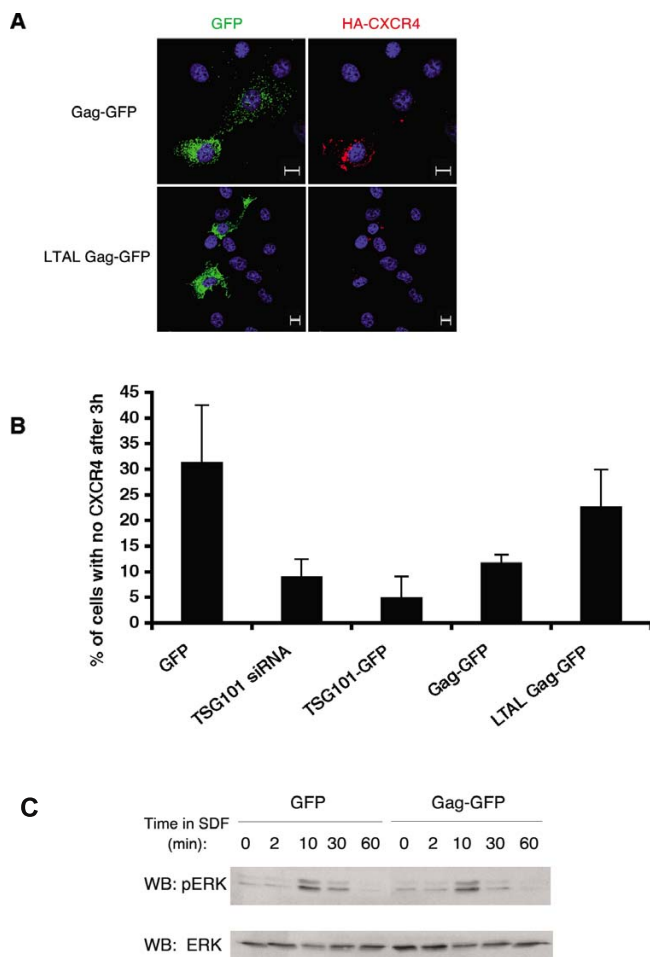 A
GFP HA-CXCR4
Gag-GFP
LTAL Gag-GFP
B
% of cells with no CXCR4 after 3h
45
40
35
30
25
20
15
10
5
0
GFP
TSG101 siRNA
TSG101-GFP
Gag-GFP
LTAL Gag-GFP
C
GFP Gag-GFP
Time in SDF
(min): 0 2 10 30 60 0 2 10 30 60
WB: pERK
WB: ERK